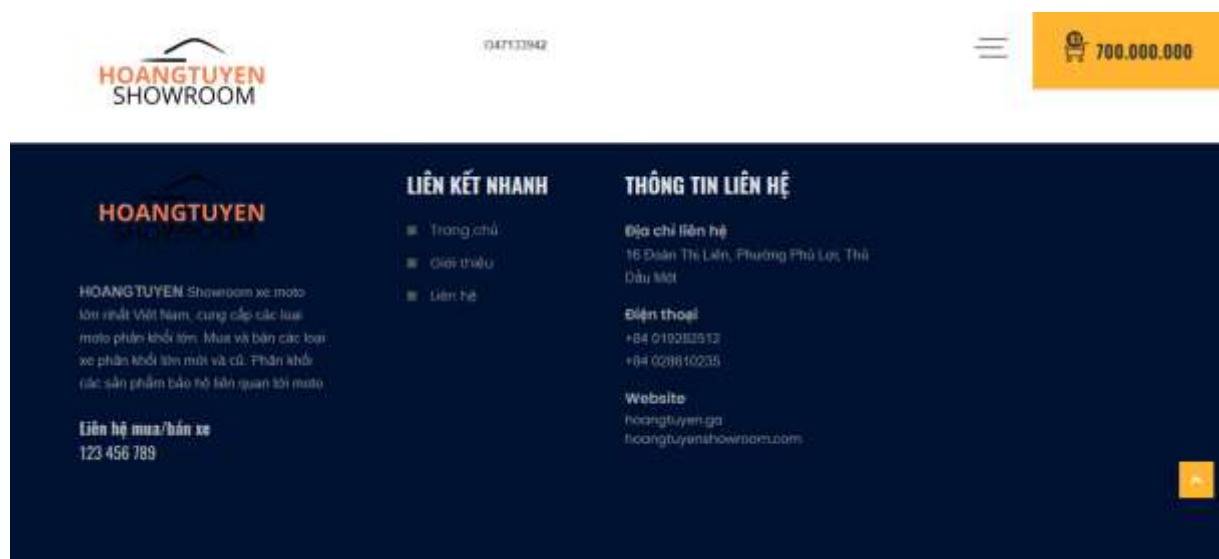 HOANGTUYEN
SHOWROOM
047133942
700.000.000
HOANGTUYEN
SHOWROOM
HOANGTUYEN Showroom xe moto
lớn nhất Việt Nam, cung cấp các loại
moto phân khối lớn. Mua và bán các loại
xe phân khối lớn mới và cũ. Phân khối
các sản phẩm bảo hộ liên quan tới moto
Liên hệ mua/bán xe
123 456 789
LIÊN KẾT NHANH
Trang chủ
Giới thiệu
Liên hệ
THÔNG TIN LIÊN HỆ
Địa chỉ liên hệ
16 Đoàn Thị Liên, Phường Phú Lợi, Thủ
Dầu Một
Điện thoại
+84 019282512
+84 028610235
Website
hoangtuyen.ga
hoangtuyenshowroom.com